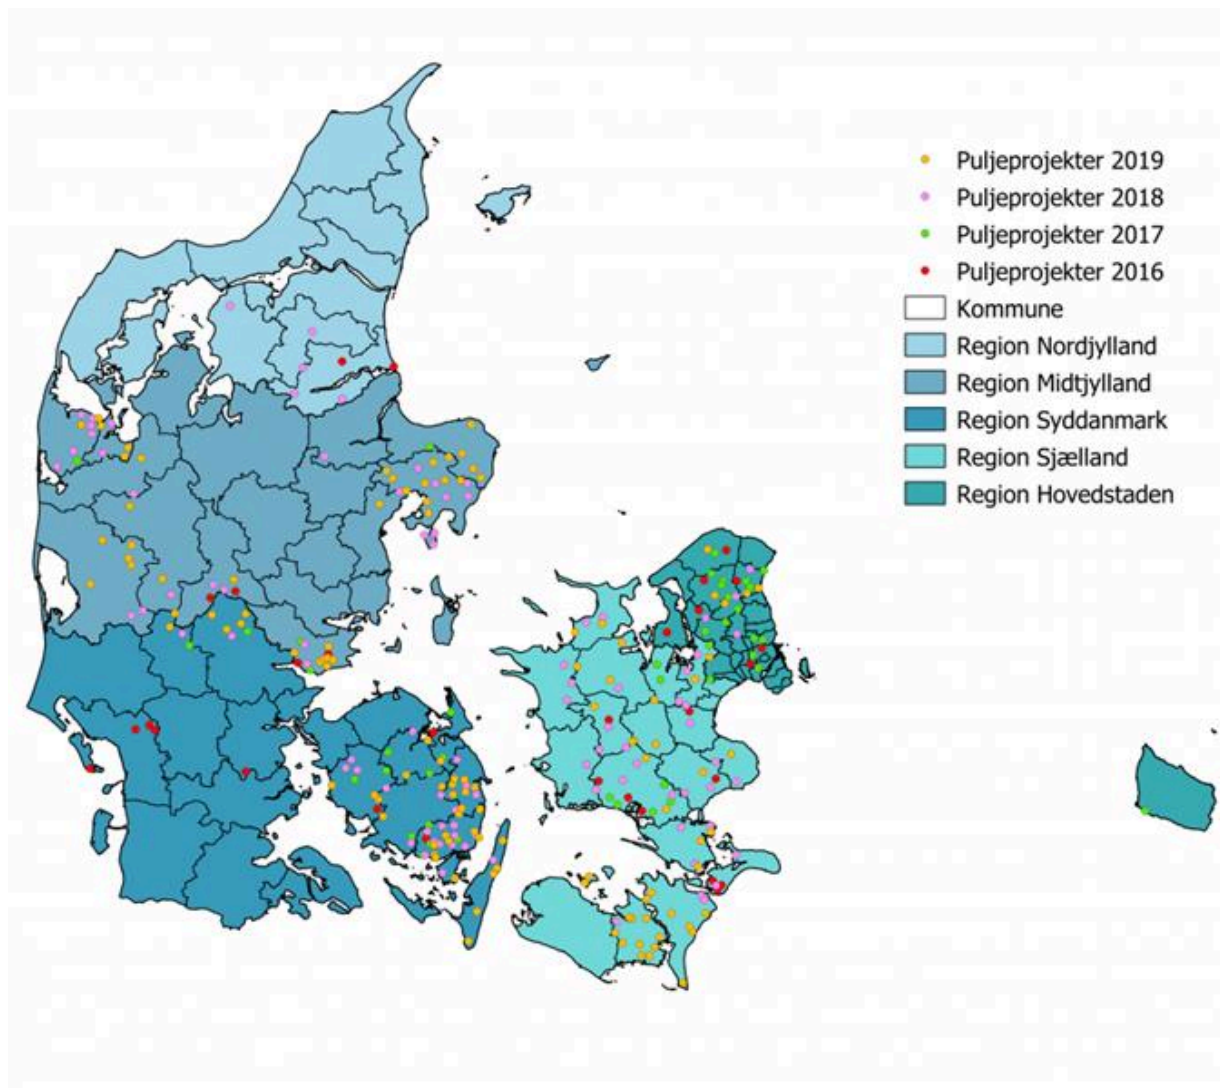 Puljeprojekter 2019
Puljeprojekter 2018
Puljeprojekter 2017
Puljeprojekter 2016
Kommune
Region Nordjylland
Region Midtjylland
Region Syddanmark
Region Sjælland
Region Hovedstaden